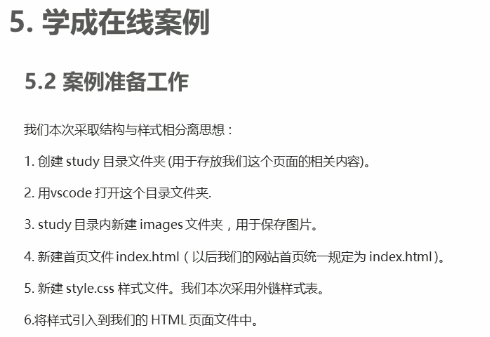 5. 学成在线案例
5.2 案例准备工作
我们本次采取结构与样式相分离思想：
1. 创建 study 目录文件夹 (用于存放我们这个页面的相关内容)。
2. 用vscode 打开这个目录文件夹.
3. study 目录内新建 images 文件夹，用于保存图片。
4. 新建首页文件 index.html（以后我们的网站首页统一规定为 index.html )。
5. 新建 style.css 样式文件。我们本次采用外链样式表。
6.将样式引入到我们的 HTML 页面文件中。